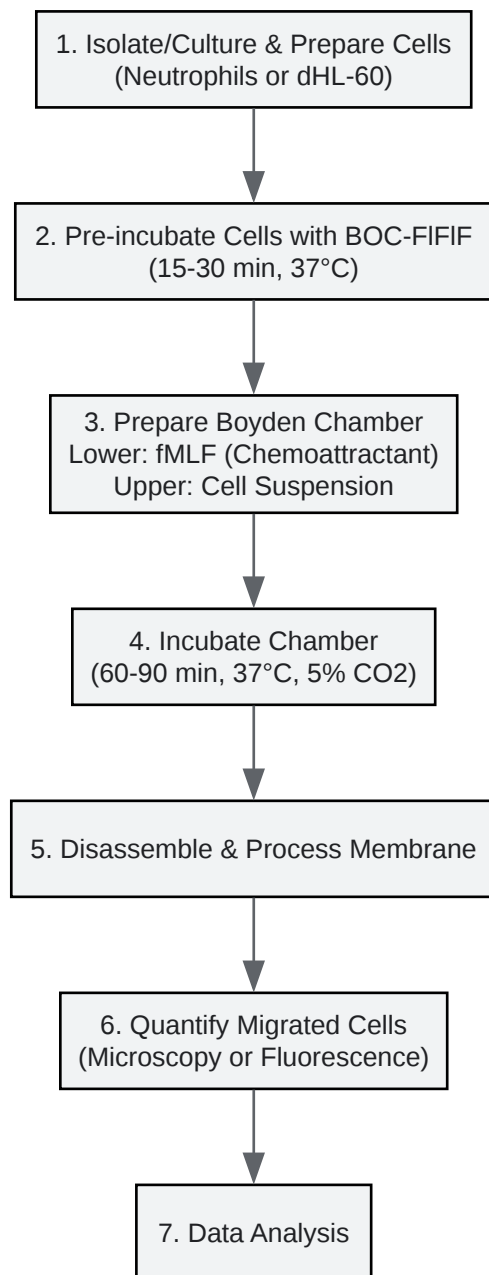 1. Isolate/Culture & Prepare Cells
(Neutrophils or dHL-60)
2. Pre-incubate Cells with BOC-FlFlF
(15-30 min, 37°C)
3. Prepare Boyden Chamber
Lower: fMLF (Chemoattractant)
Upper: Cell Suspension
4. Incubate Chamber
(60-90 min, 37°C, 5% CO2)
5. Disassemble & Process Membrane
6. Quantify Migrated Cells
(Microscopy or Fluorescence)
7. Data Analysis